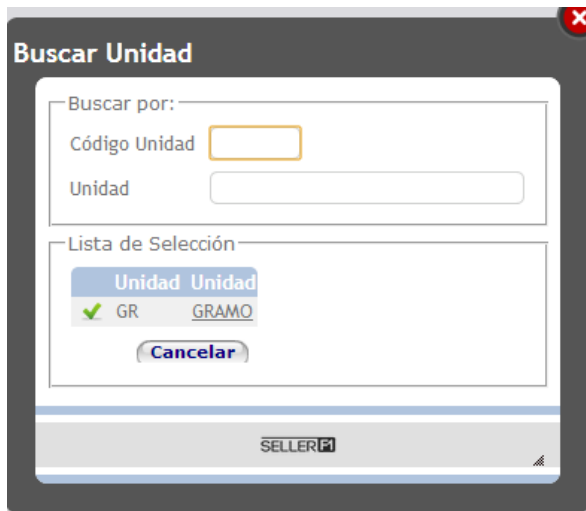 Buscar Unidad
Buscar por:
Código Unidad
Unidad
Lista de Selección
Unidad Unidad
GR GRAMO
Cancelar
SELLER